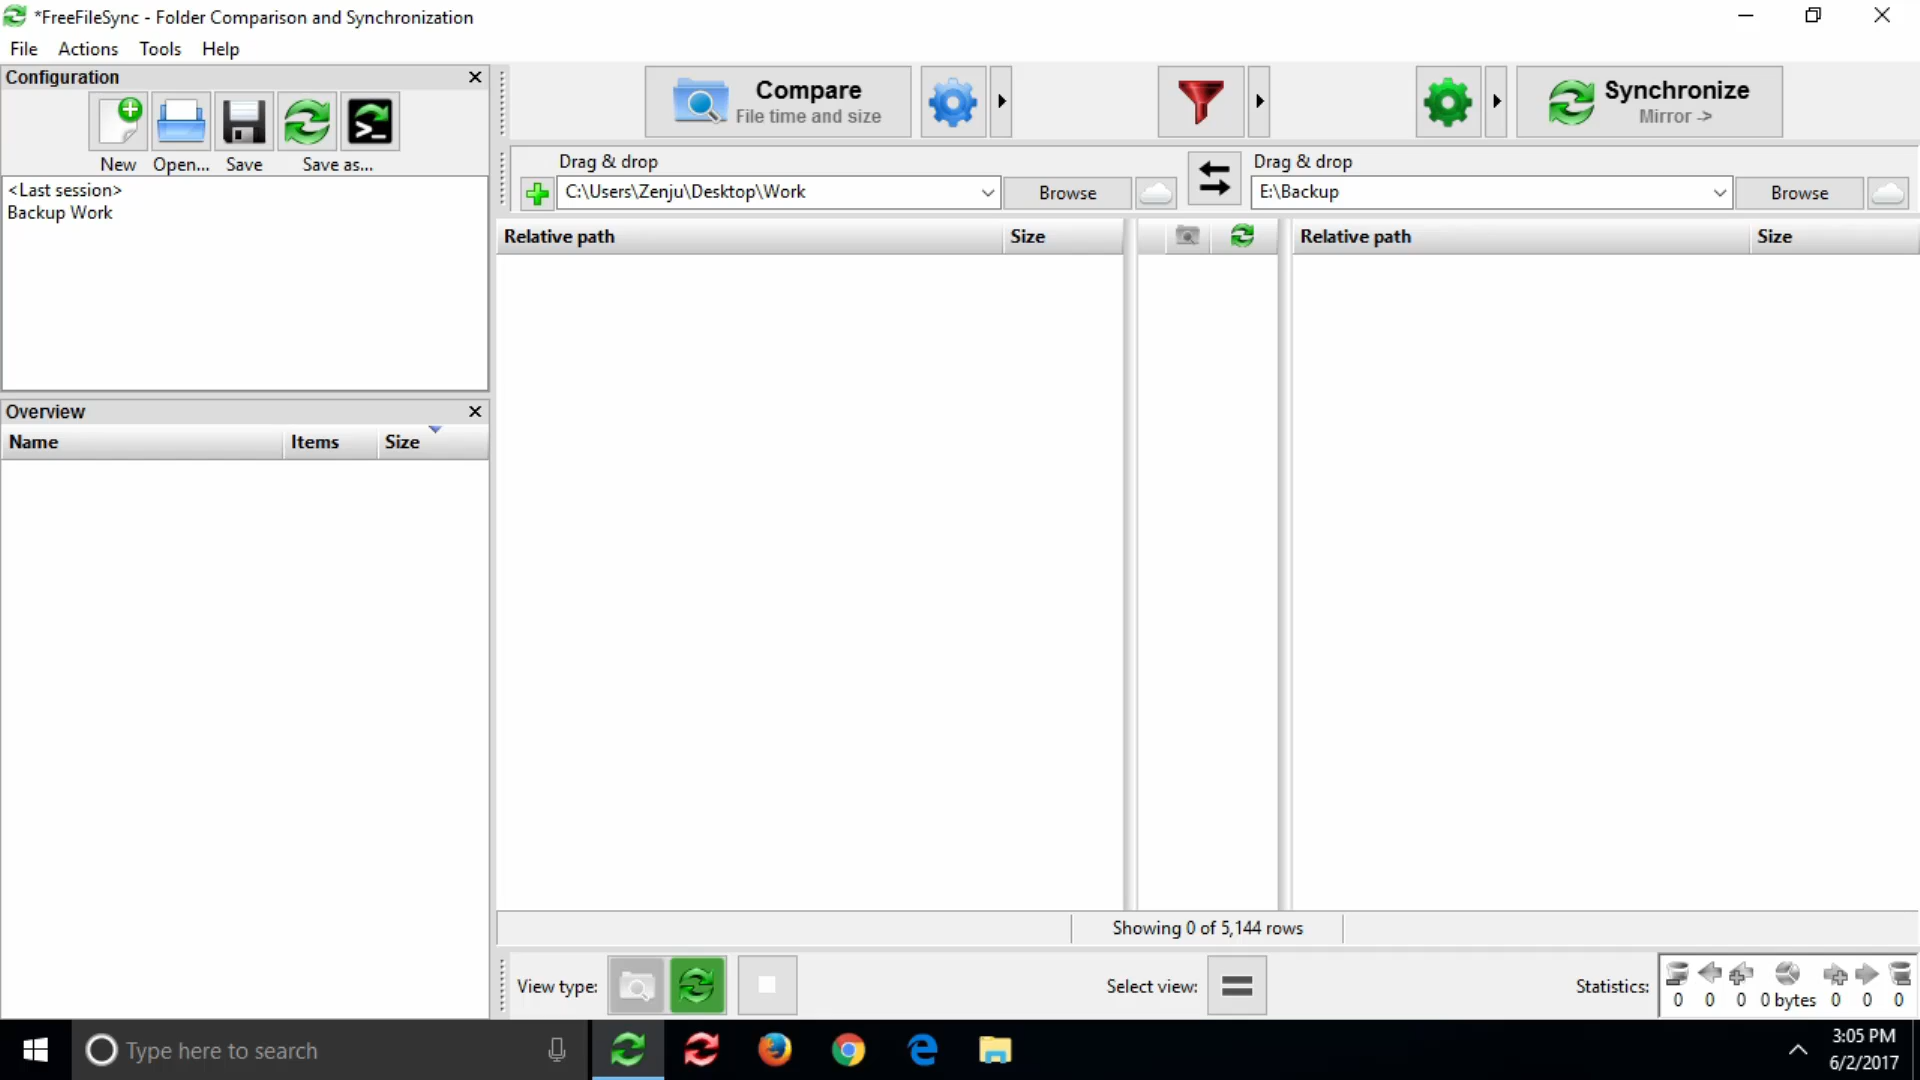 *FreeFileSync - Folder Comparison and Synchronization
File Actions Tools Help
Configuration
New Open... Save Save as...
<Last session>
Backup Work
Overview
Name Items Size
Compare
File time and size
Synchronize
Mirror ->
Drag & drop
C:\Users\Zenju\Desktop\Work Browse
Drag & drop
E:\Backup Browse
Relative path Size
Relative path Size
Showing 0 of 5,144 rows
View type:
Select view:
Statistics:
0 0 0 0 bytes 0 0 0
Type here to search
3:05 PM
6/2/2017